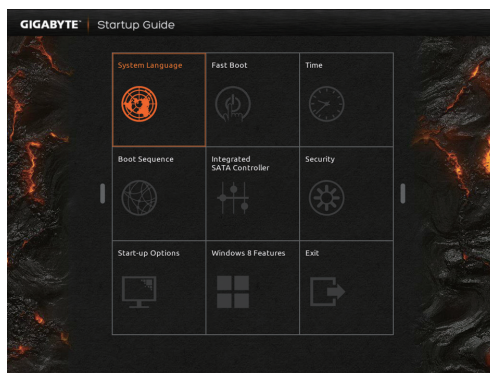 GIGABYTE™ Startup Guide
System Language
Fast Boot
Time
Boot Sequence
Integrated
SATA Controller
Security
Start-up Options
Windows 8 Features
Exit